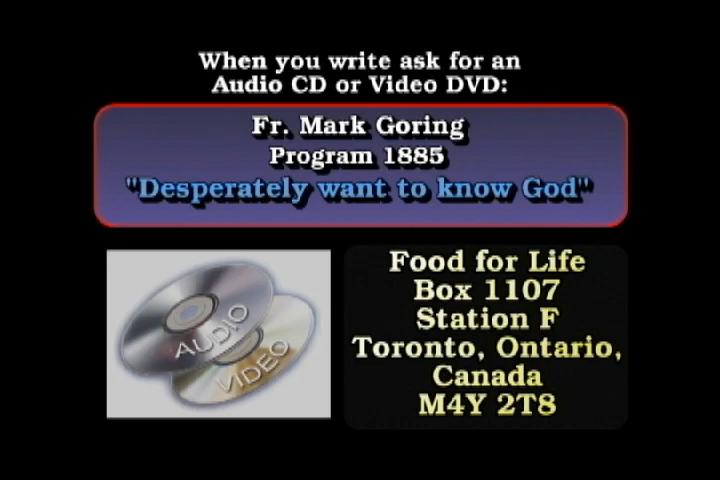 When you write ask for an
Audio CD or Video DVD:
Fr. Mark Goring
Program 1885
"Desperately want to know God"
AUDIO
VIDEO
Food for Life
Box 1107
Station F
Toronto, Ontario,
Canada
M4Y 2T8